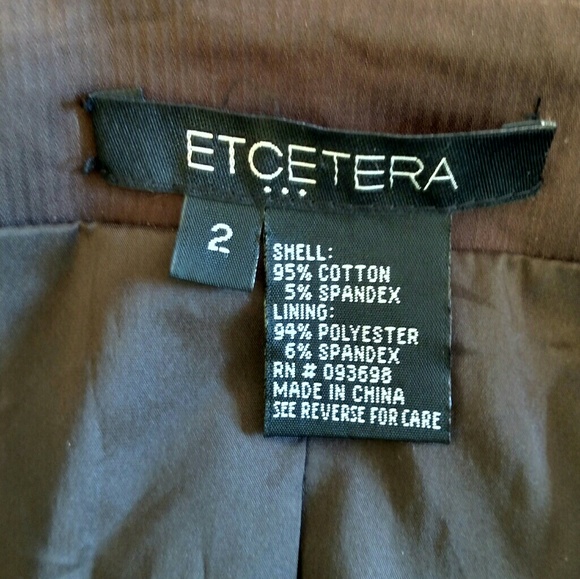 ETCETERA
2
SHELL:
95% COTTON
5% SPANDEX
LINING:
94% POLYESTER
6% SPANDEX
RN # 093698
MADE IN CHINA
SEE REVERSE FOR CARE